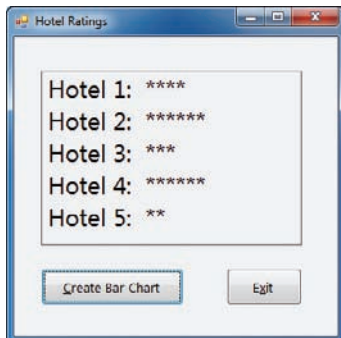 Hotel Ratings
Hotel 1: ****
Hotel 2: ******
Hotel 3: ***
Hotel 4: ******
Hotel 5: **
Create Bar Chart
Exit